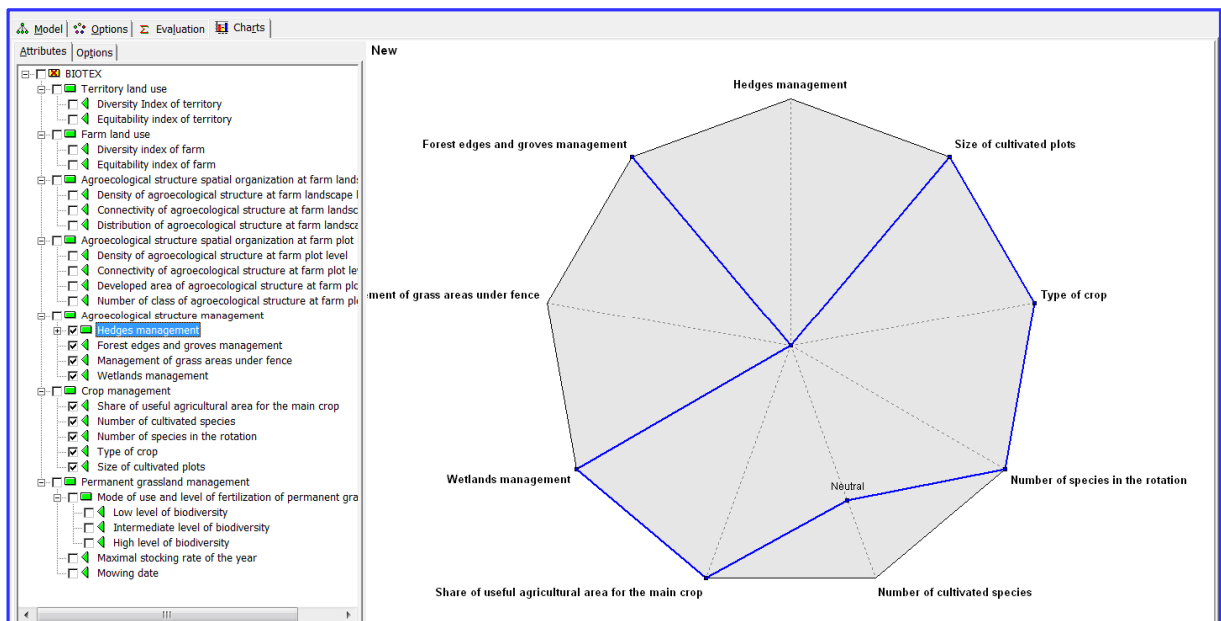 Model Options Σ Evaluation Charts
Attributes Options
BIOTEX
Territory land use
Diversity Index of territory
Equitability index of territory
Farm land use
Diversity index of farm
Equitability index of farm
Agroecological structure spatial organization at farm lands
Density of agroecological structure at farm landscape l
Connectivity of agroecological structure at farm landsc
Distribution of agroecological structure at farm landsca
Agroecological structure spatial organization at farm plot
Density of agroecological structure at farm plot level
Connectivity of agroecological structure at farm plot le
Developed area of agroecological structure at farm plo
Number of class of agroecological structure at farm pl
Agroecological structure management
Hedges management
Forest edges and groves management
Management of grass areas under fence
Wetlands management
Crop management
Share of useful agricultural area for the main crop
Number of cultivated species
Number of species in the rotation
Type of crop
Size of cultivated plots
Permanent grassland management
Mode of use and level of fertilization of permanent gra
Low level of biodiversity
Intermediate level of biodiversity
High level of biodiversity
Maximal stocking rate of the year
Mowing date
New
Hedges management
Forest edges and groves management
Size of cultivated plots
ment of grass areas under fence
Type of crop
Wetlands management
Number of species in the rotation
Neutral
Share of useful agricultural area for the main crop
Number of cultivated species